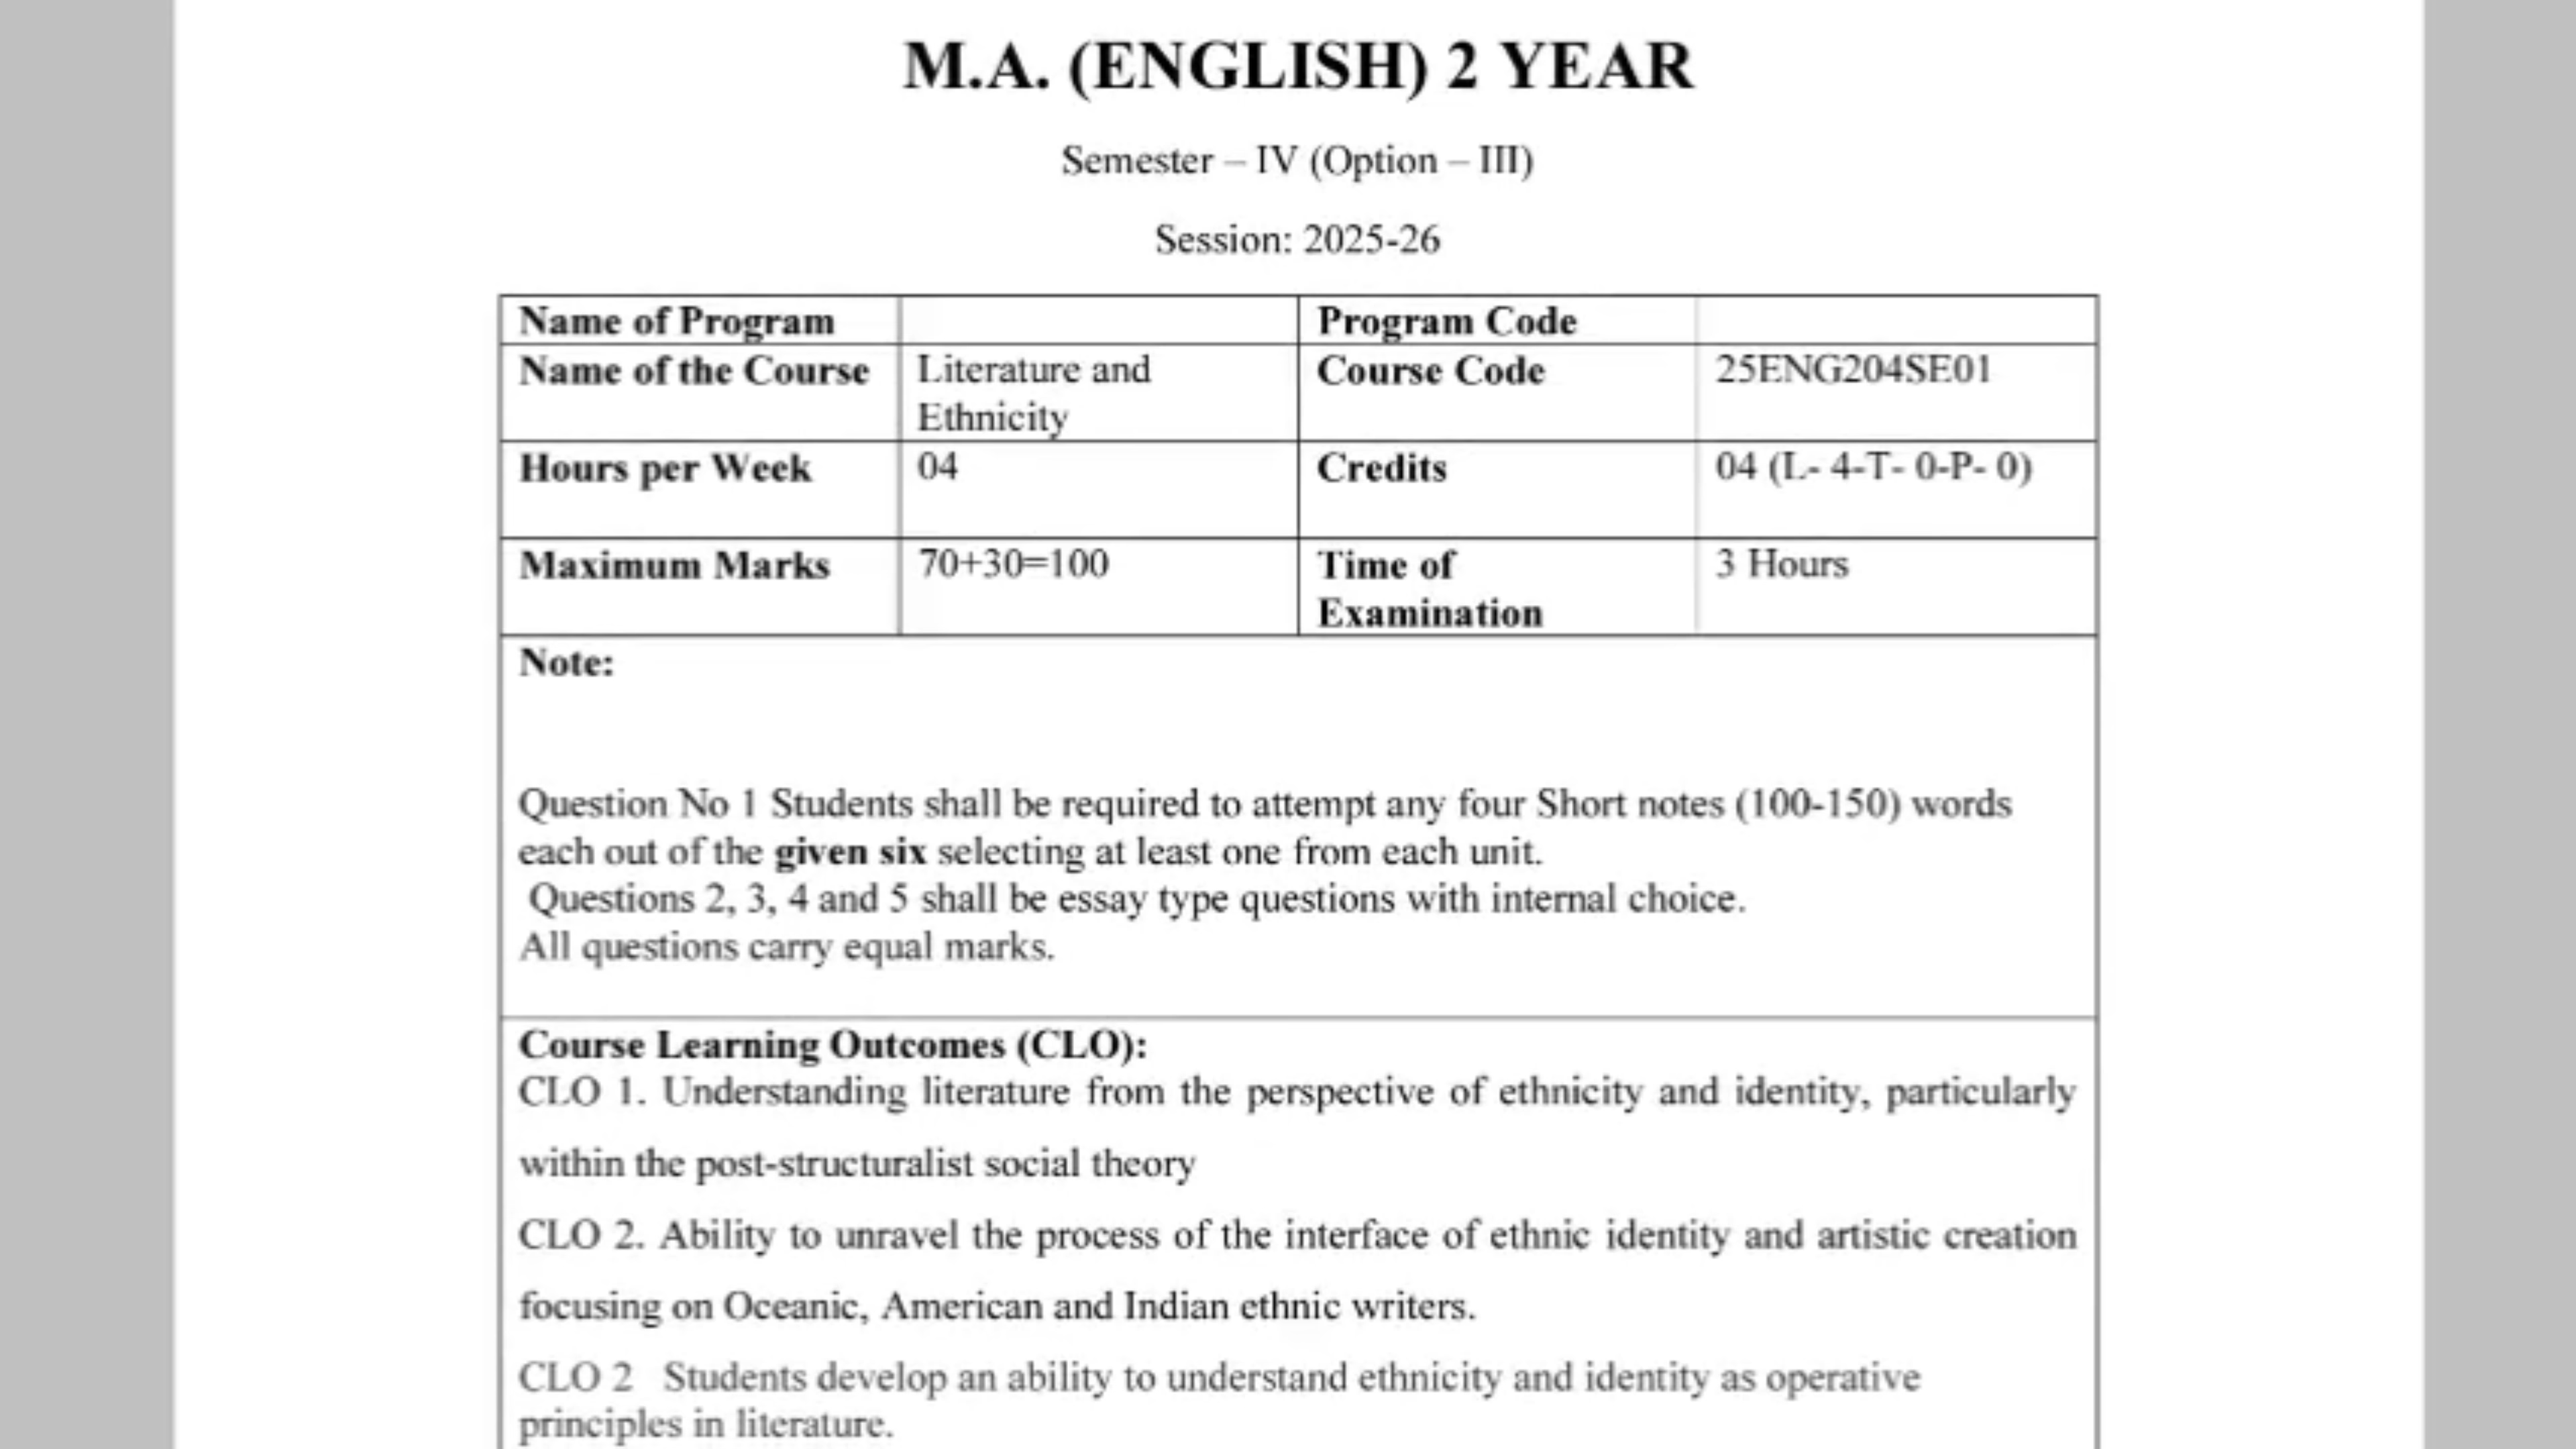 M.A. (ENGLISH) 2 YEAR
Semester – IV (Option – III)
Session: 2025-26
Name of Program
Program Code
Name of the Course
Literature and
Ethnicity
Course Code
25ENG204SE01
Hours per Week
04
Credits
04 (L- 4-T- 0-P- 0)
Maximum Marks
70+30=100
Time of
Examination
3 Hours
Note:
Question No 1 Students shall be required to attempt any four Short notes (100-150) words
each out of the given six selecting at least one from each unit.
Questions 2, 3, 4 and 5 shall be essay type questions with internal choice.
All questions carry equal marks.
Course Learning Outcomes (CLO):
CLO 1. Understanding literature from the perspective of ethnicity and identity, particularly
within the post-structuralist social theory
CLO 2. Ability to unravel the process of the interface of ethnic identity and artistic creation
focusing on Oceanic, American and Indian ethnic writers.
CLO 2 Students develop an ability to understand ethnicity and identity as operative
principles in literature.